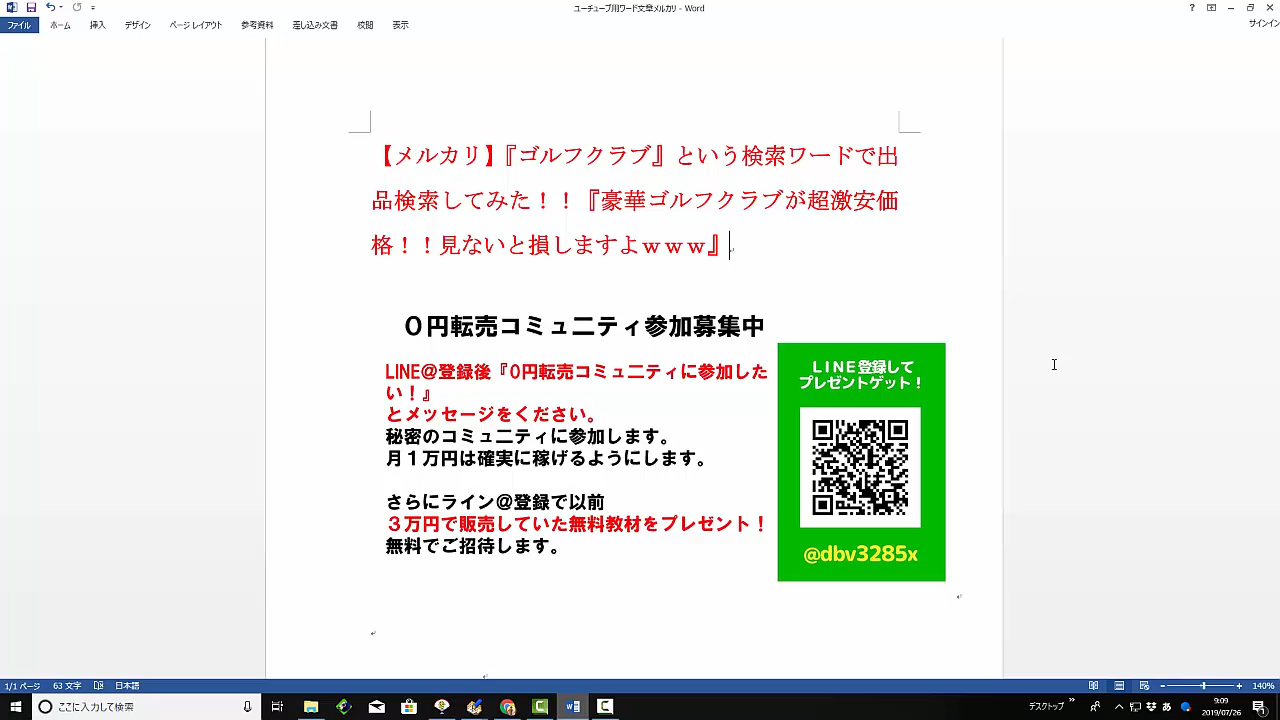 ユーチューブ用ワード文章メルカリ - Word
ファイル ホーム 挿入 デザイン ページ レイアウト 参考資料 差し込み文書 校閲 表示
サインイン
【メルカリ】『ゴルフクラブ』という検索ワードで出
品検索してみた！！『豪華ゴルフクラブが超激安価
格！！見ないと損しますよｗｗｗ』
０円転売コミュニティ参加募集中
LINE@登録後『0円転売コミュニティに参加した
い！』
とメッセージをください。
秘密のコミュニティに参加します。
月１万円は確実に稼げるようにします。
さらにライン@登録で以前
３万円で販売していた無料教材をプレゼント！
無料でご招待します。
LINE登録して
プレゼントゲット！
@dbv3285x
1/1 ページ 63 文字 日本語
140%
ここに入力して検索
デスクトップ
あ
9:09
2019/07/26